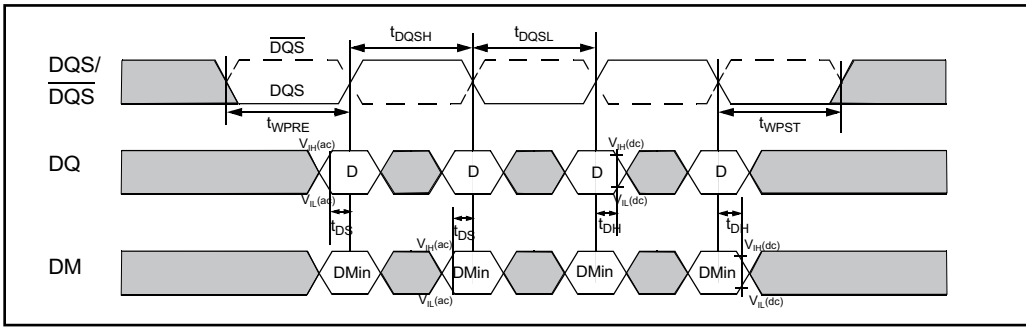 tDQSH tDQSL
DQS
DQS/
DQS
DQS
tWPRE tWPST
VIH(ac) VIH(dc)
DQ D D D D
VIL(ac) VIL(dc)
tDS tDS tDH tDH
VIH(ac) VIH(dc)
DM DMin DMin DMin DMin
VIL(ac) VIL(dc)